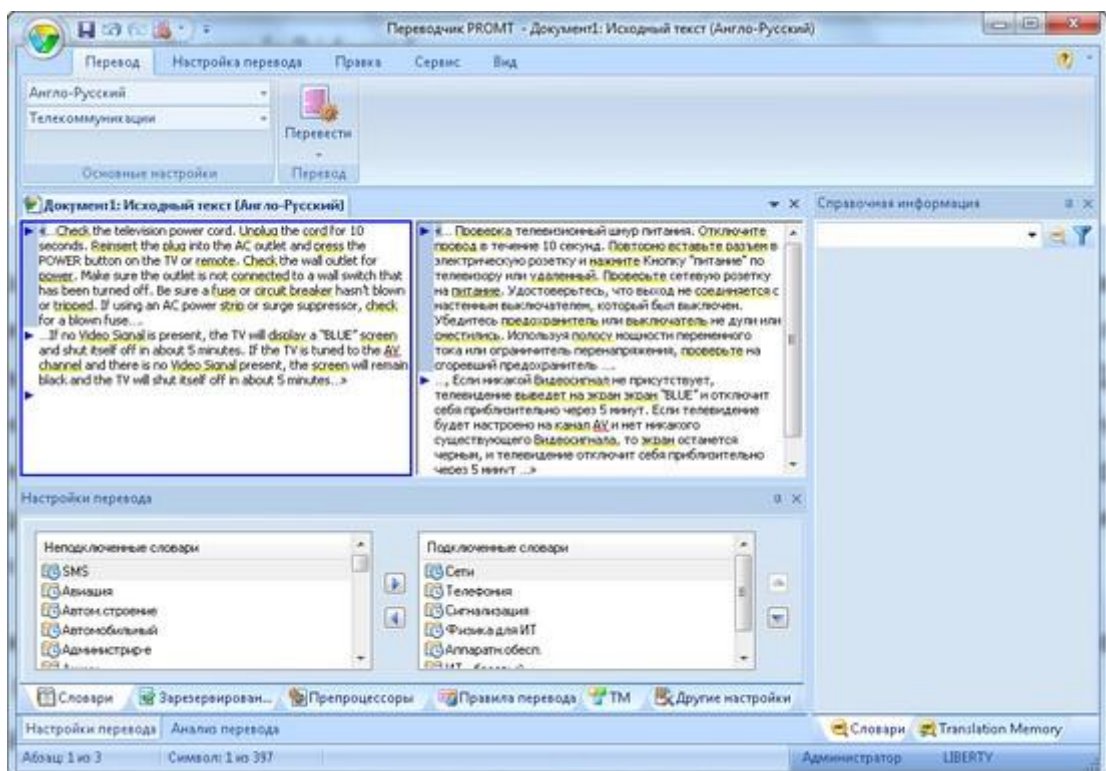 Переводчик PROMT - Документ1: Исходный текст (Англо-Русский)
Перевод Настройка перевода Правка Сервис Вид
Англо-Русский
Телекоммуникации
Перевести
Основные настройки Перевод
Документ1: Исходный текст (Англо-Русский)
Справочная информация
«... Check the television power cord. Unplug the cord for 10
seconds. Reinsert the plug into the AC outlet and press the
POWER button on the TV or remote. Check the wall outlet for
power. Make sure the outlet is not connected to a wall switch that
has been turned off. Be sure a fuse or circuit breaker hasn't blown
or tripped. If using an AC power strip or surge suppressor, check
for a blown fuse....
...If no Video Signal is present, the TV will display a "BLUE" screen
and shut itself off in about 5 minutes. If the TV is tuned to the AV
channel and there is no Video Signal present, the screen will remain
black and the TV will shut itself off in about 5 minutes...»
«... Проверка телевизионный шнур питания. Отключите
провод в течение 10 секунд. Повторно вставьте разъем в
электрическую розетку и нажмите Кнопку "питание" по
телевизору или удаленный. Проверьте сетевую розетку
на питание. Удостоверьтесь, что выход не соединяется с
настенным выключателем, который был выключен.
Убедитесь предохранитель или выключатель не дули или
сместились. Используя полосу мощности переменного
тока или ограничитель перенапряжения, проверьте на
сгоревший предохранитель ....
..., Если никакой Видеосигнал не присутствует,
телевидение выведет на экран экран "BLUE" и отключит
себя приблизительно через 5 минут. Если телевидение
будет настроено на канал AV и нет никакого
существующего Видеосигнала, то экран останется
черным, и телевидение отключит себя приблизительно
через 5 минут ...»
Настройки перевода
Неподключенные словари
SMS
Авиация
Автом.строение
Автомобильный
Администрир-е
Подключенные словари
Сети
Телефония
Сигнализация
Физика для ИТ
Аппаратн.обесп.
Словари Зарезервирован... Препроцессоры Правила перевода TM Другие настройки
Настройки перевода Анализ перевода
Словари Translation Memory
Абзац: 1 из 3 Символ: 1 из 397 Администратор LIBERTY